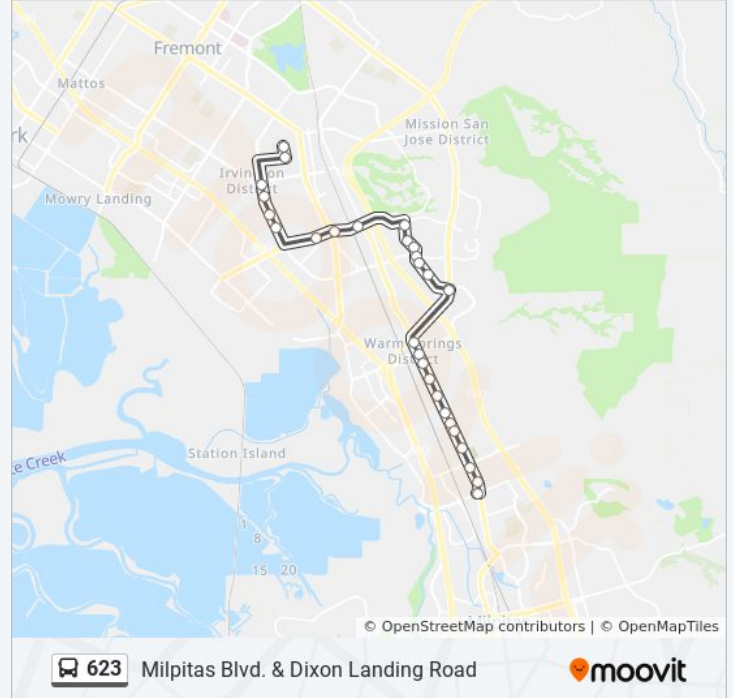 Fremont
Mattos
rk
Mission San
Jose District
Irvington
District
Mowry Landing
Warm Springs
District
Station Island
e Creek
1
8
15 20
© OpenStreetMap contributors | © OpenMapTiles
623 Milpitas Blvd. & Dixon Landing Road moovit